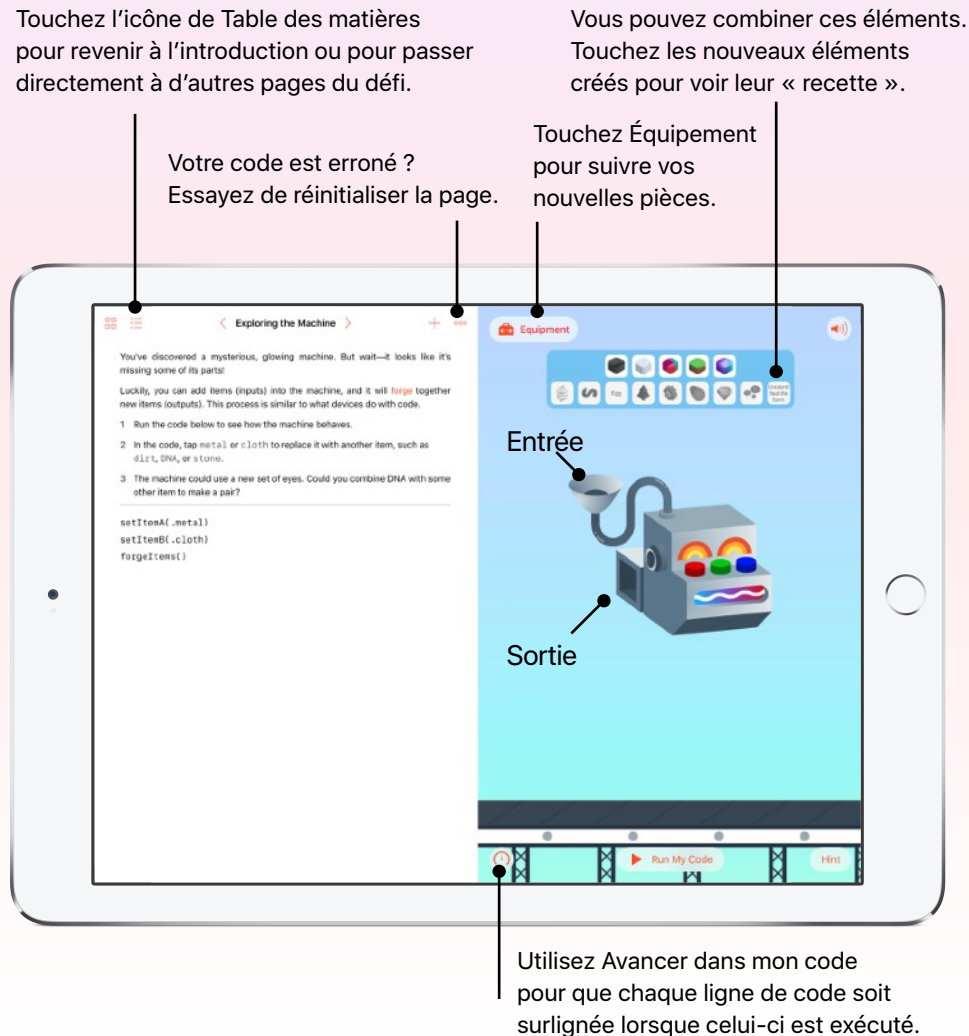 Touchez l’icône de Table des matières
pour revenir à l’introduction ou pour passer
directement à d’autres pages du défi.
Vous pouvez combiner ces éléments.
Touchez les nouveaux éléments
créés pour voir leur « recette ».
Votre code est erroné ?
Essayez de réinitialiser la page.
Touchez Équipement
pour suivre vos
nouvelles pièces.
Exploring the Machine
You've discovered a mysterious, glowing machine. But wait—it looks like it's
missing some of its parts!
Luckily, you can add items (inputs) into the machine, and it will forge together
new items (outputs). This process is similar to what devices do with code.
1 Run the code below to see how the machine behaves.
2 In the code, tap metal or cloth to replace it with another item, such as
dirt, DNA, or stone.
3 The machine could use a new set of eyes. Could you combine DNA with some
other item to make a pair?
setItemA(.metal)
setItemB(.cloth)
forgeItems()
Equipment
Egg
Entrée
Sortie
Run My Code
Hint
Utilisez Avancer dans mon code
pour que chaque ligne de code soit
surlignée lorsque celui-ci est exécuté.